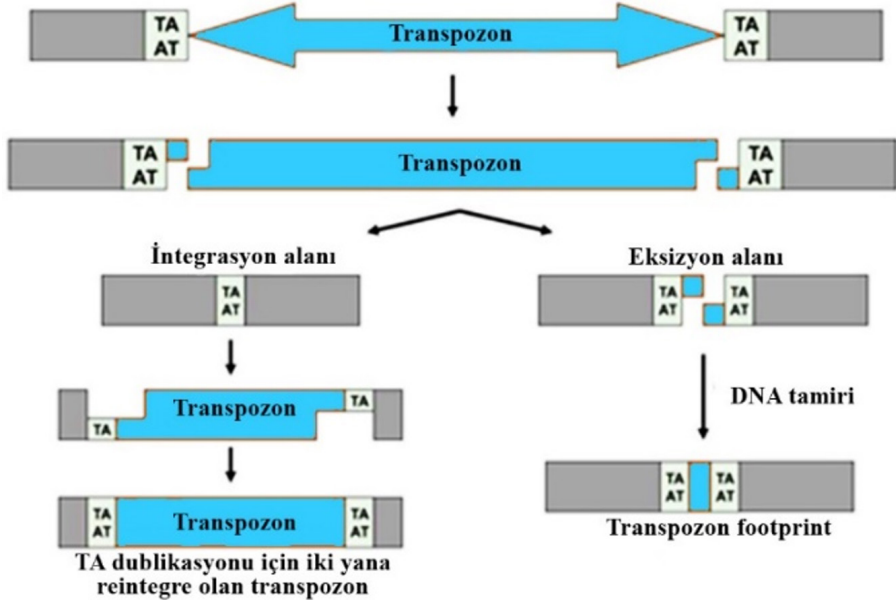 TA Transpozon TA
AT AT
TA Transpozon TA
AT AT
İntegrasyon alanı
TA
AT
Transpozon TA
TA
TA Transpozon TA
AT AT
TA dublikasyonu için iki yana
reintegre olan transpozon
Eksizyon alanı
TA TA
AT AT
DNA tamiri
TA TA
AT AT
Transpozon footprint